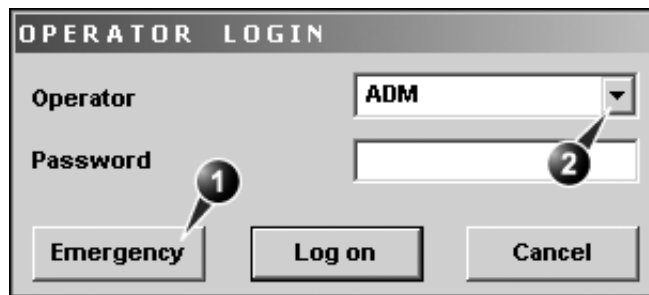 OPERATOR LOGIN
Operator ADM
Password
1
2
Emergency Log on Cancel